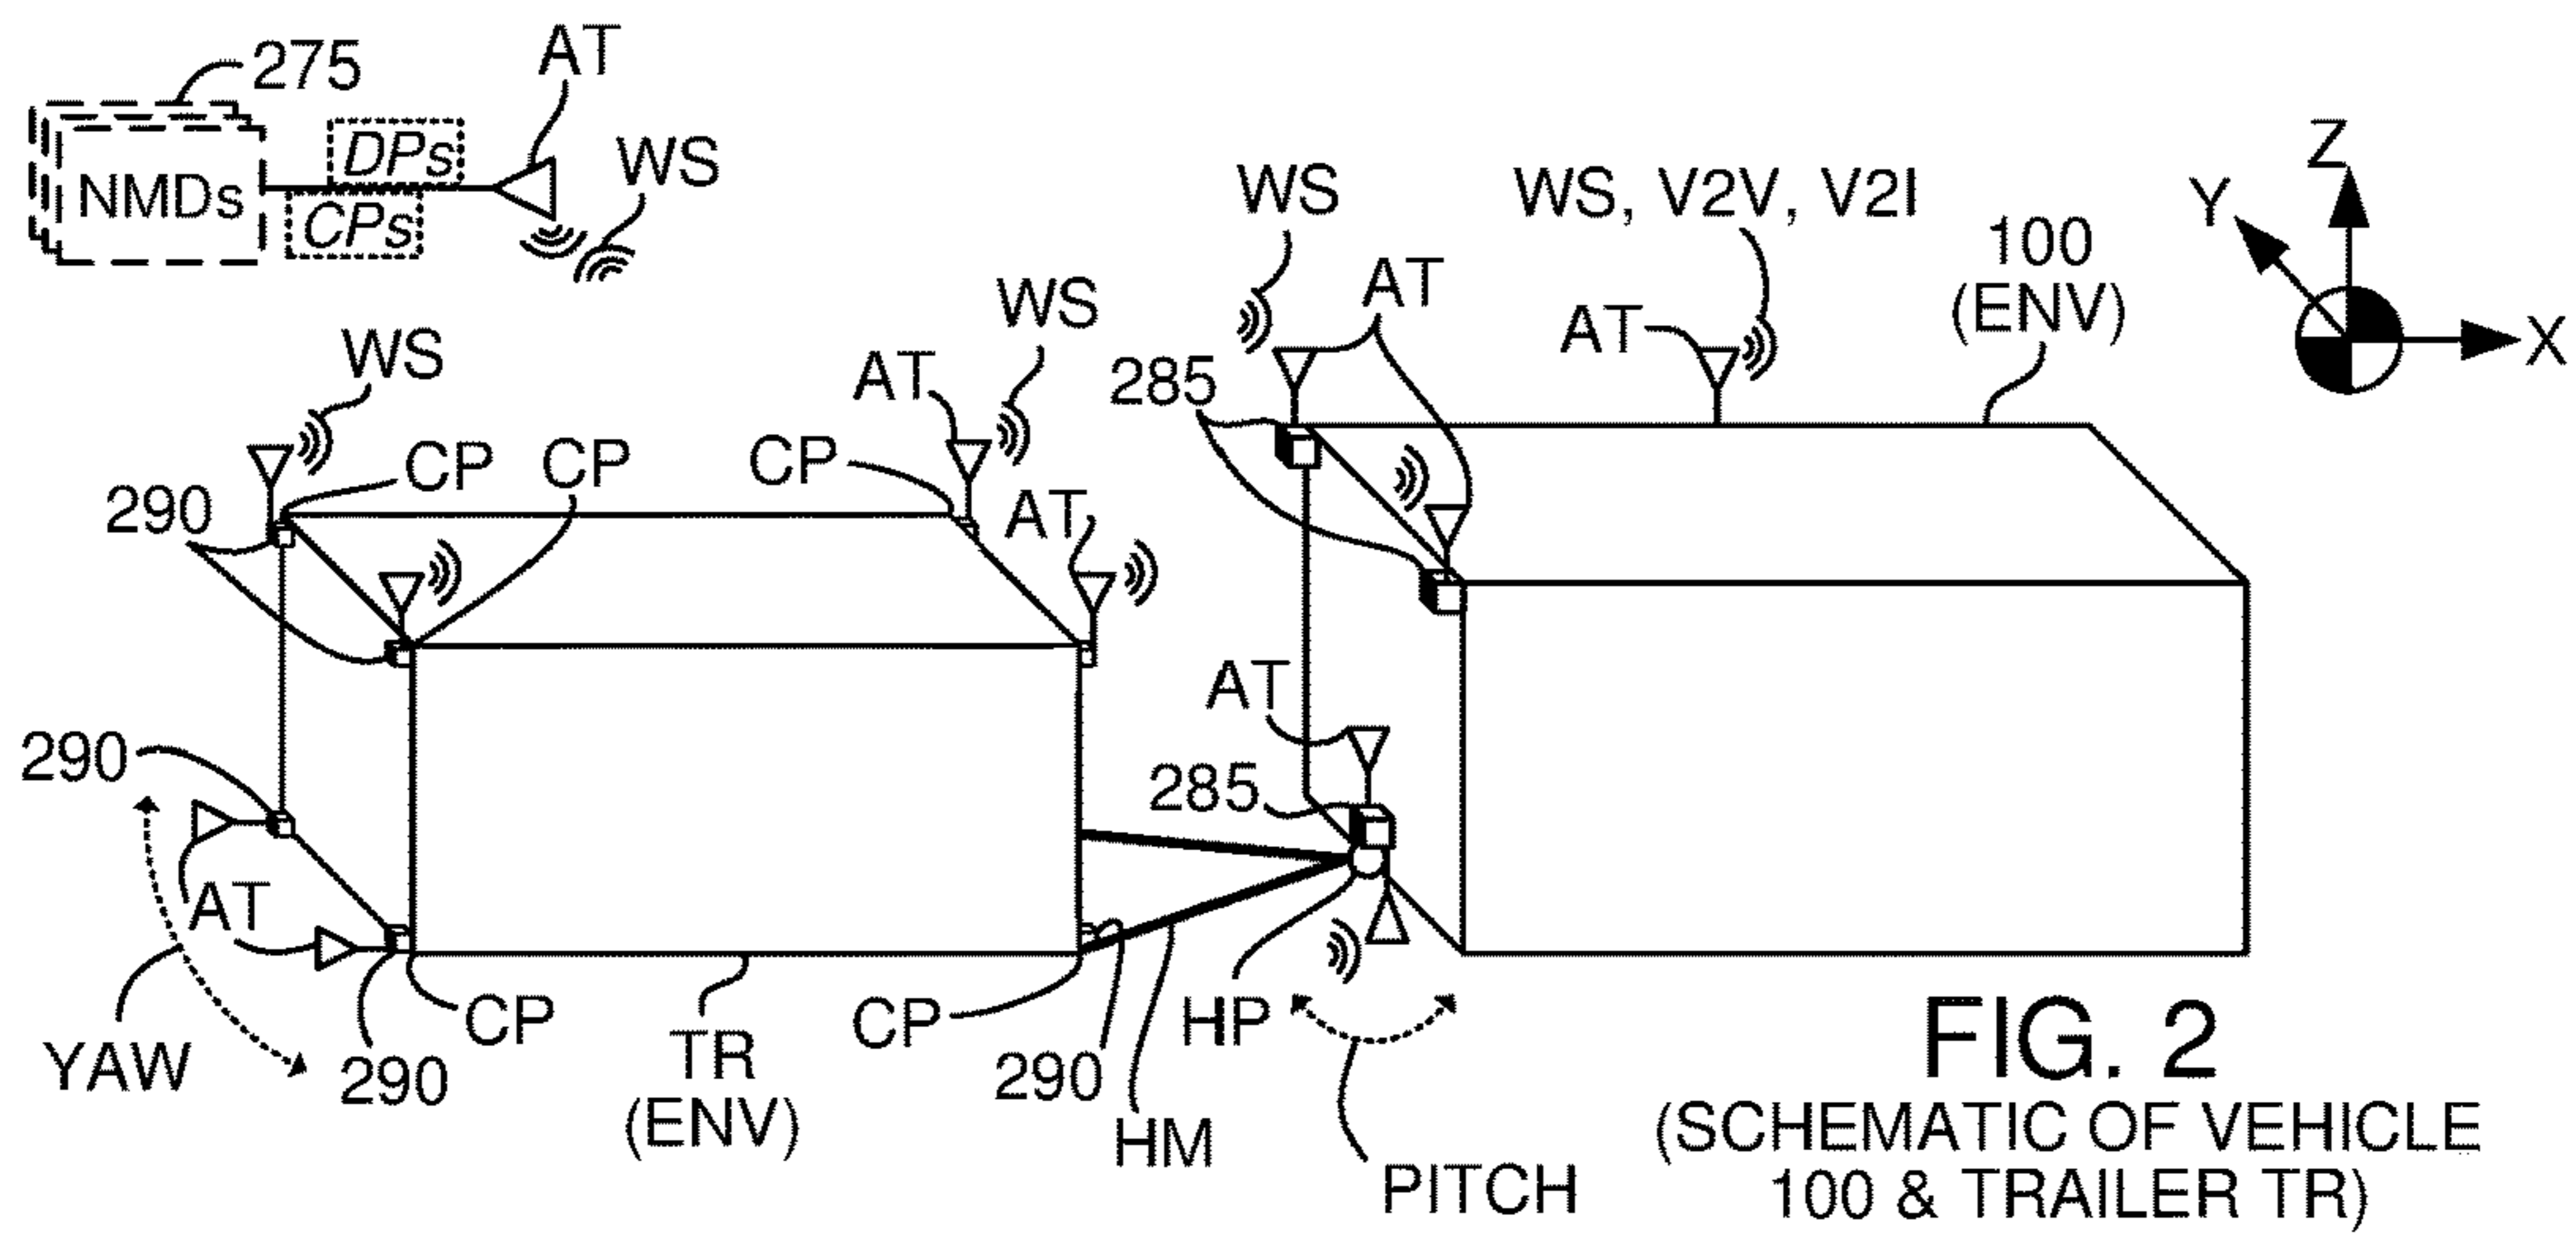 275
AT
NMDs
DPs
CPs
WS
WS
WS, V2V, V2I
100
(ENV)
Z
Y
X
WS
WS
AT
AT
AT
285
CP
CP
CP
290
AT
290
AT
285
AT
YAW
CP
290
TR
(ENV)
CP
290
HM
HP
PITCH
FIG. 2
(SCHEMATIC OF VEHICLE
100 & TRAILER TR)